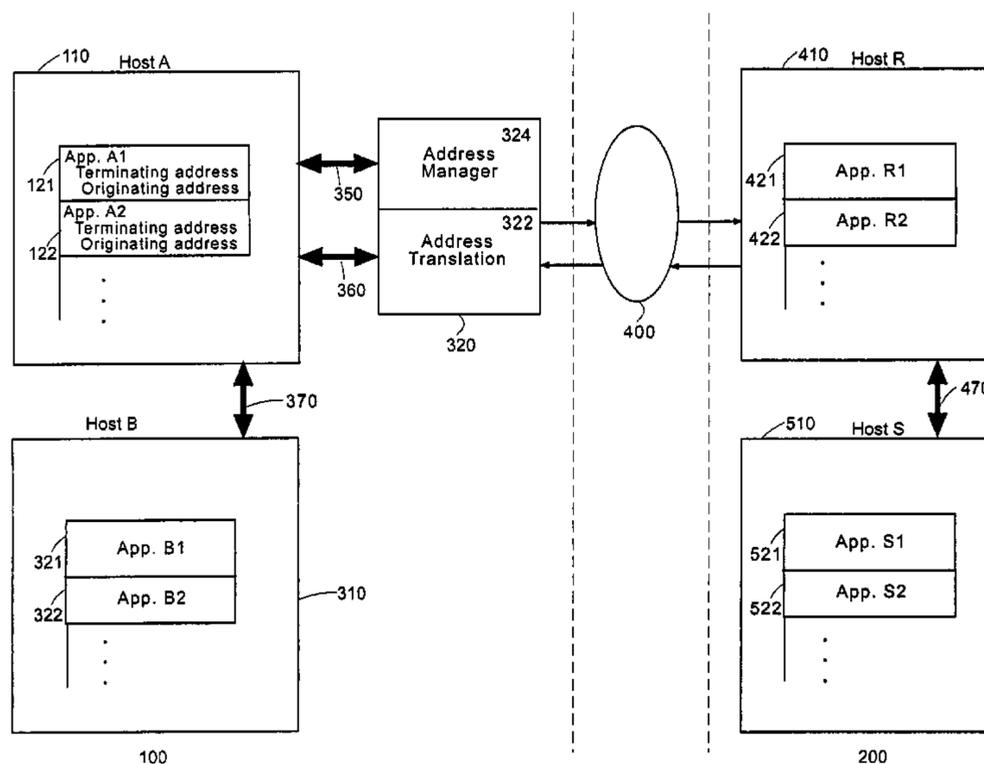 110
Host A
App. A1
Terminating address
Originating address
121
App. A2
Terminating address
Originating address
122
350
360
324
Address
Manager
322
Address
Translation
320
400
410
Host R
421
App. R1
422
App. R2
370
470
Host B
321
App. B1
322
App. B2
310
100
510
Host S
521
App. S1
522
App. S2
200